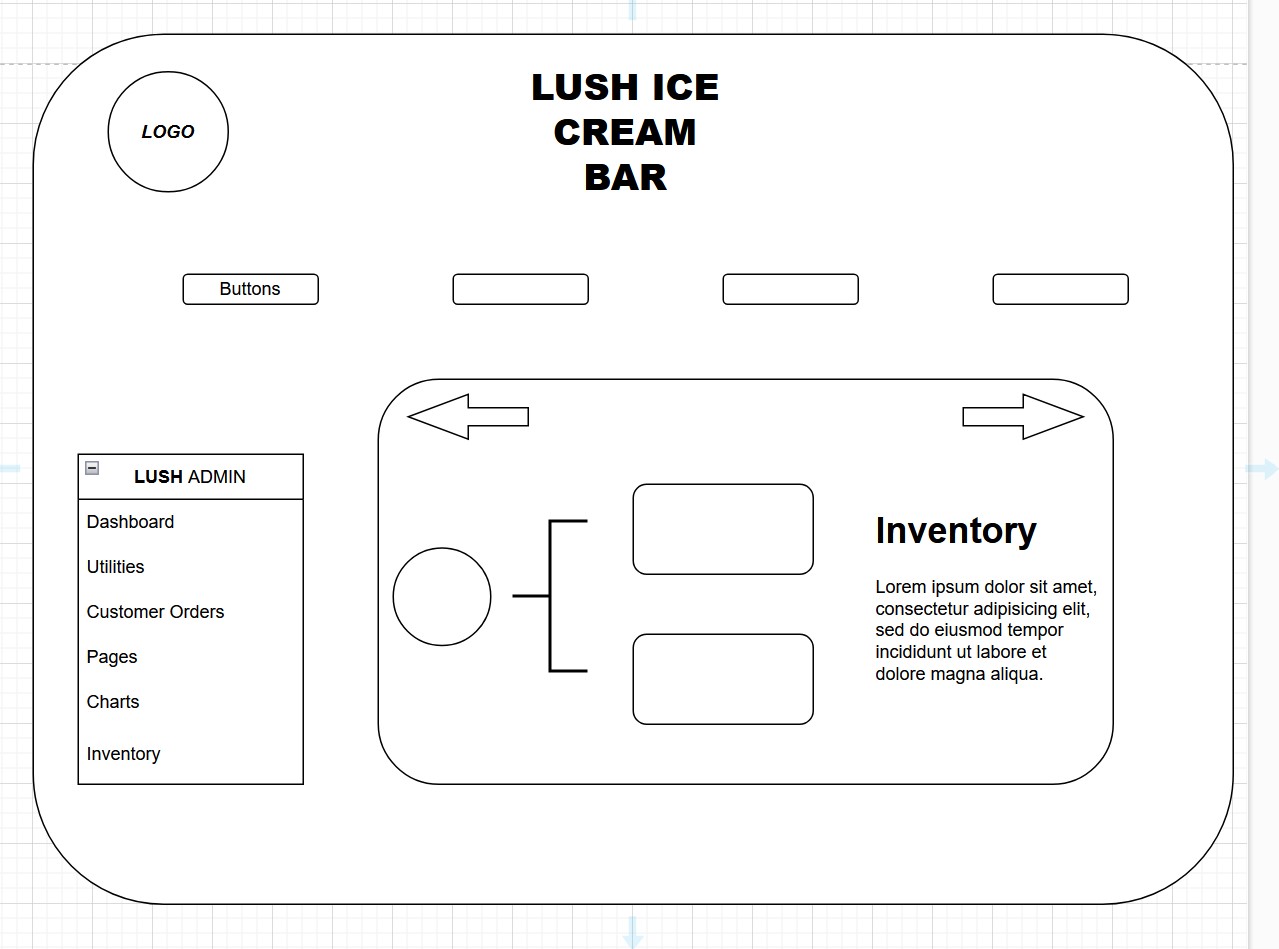 LOGO
LUSH ICE
CREAM
BAR
Buttons
LUSH ADMIN
Dashboard
Utilities
Customer Orders
Pages
Charts
Inventory
Inventory
Lorem ipsum dolor sit amet,
consectetur adipisicing elit,
sed do eiusmod tempor
incididunt ut labore et
dolore magna aliqua.